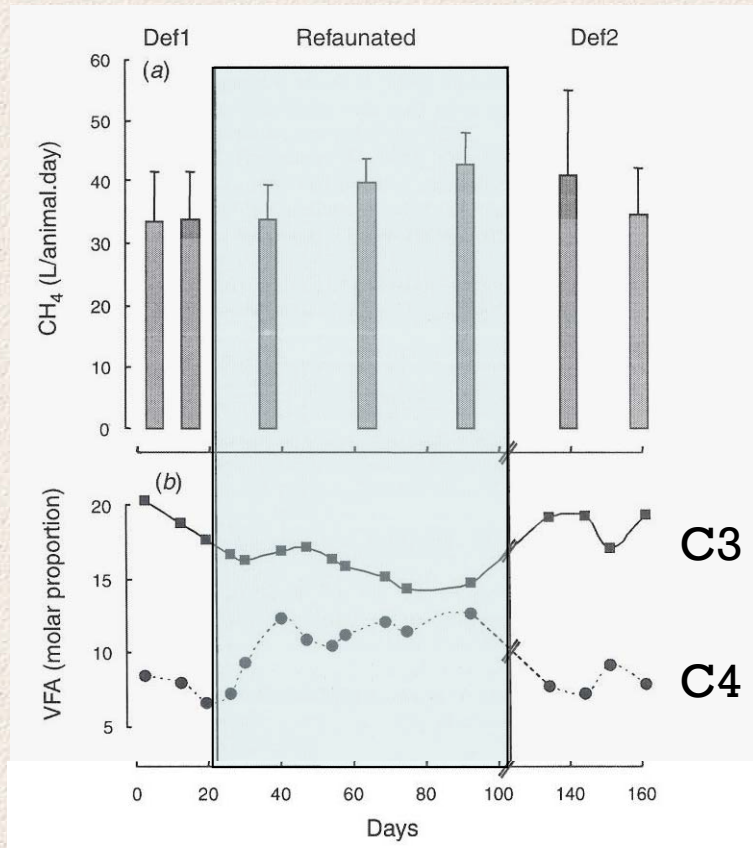 Def1 Refaunated Def2
(a)
CH₄ (L/animal.day)
60
50
40
30
20
10
0
(b)
VFA (molar proportion)
20
15
10
5
C3
C4
0 20 40 60 80 100 140 160
Days